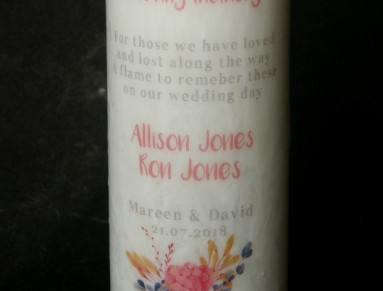 For those we have loved
and lost along the way
A flame to remeber these
on our wedding day
Allison Jones
Ron Jones
Mareen & David
21.07.2018